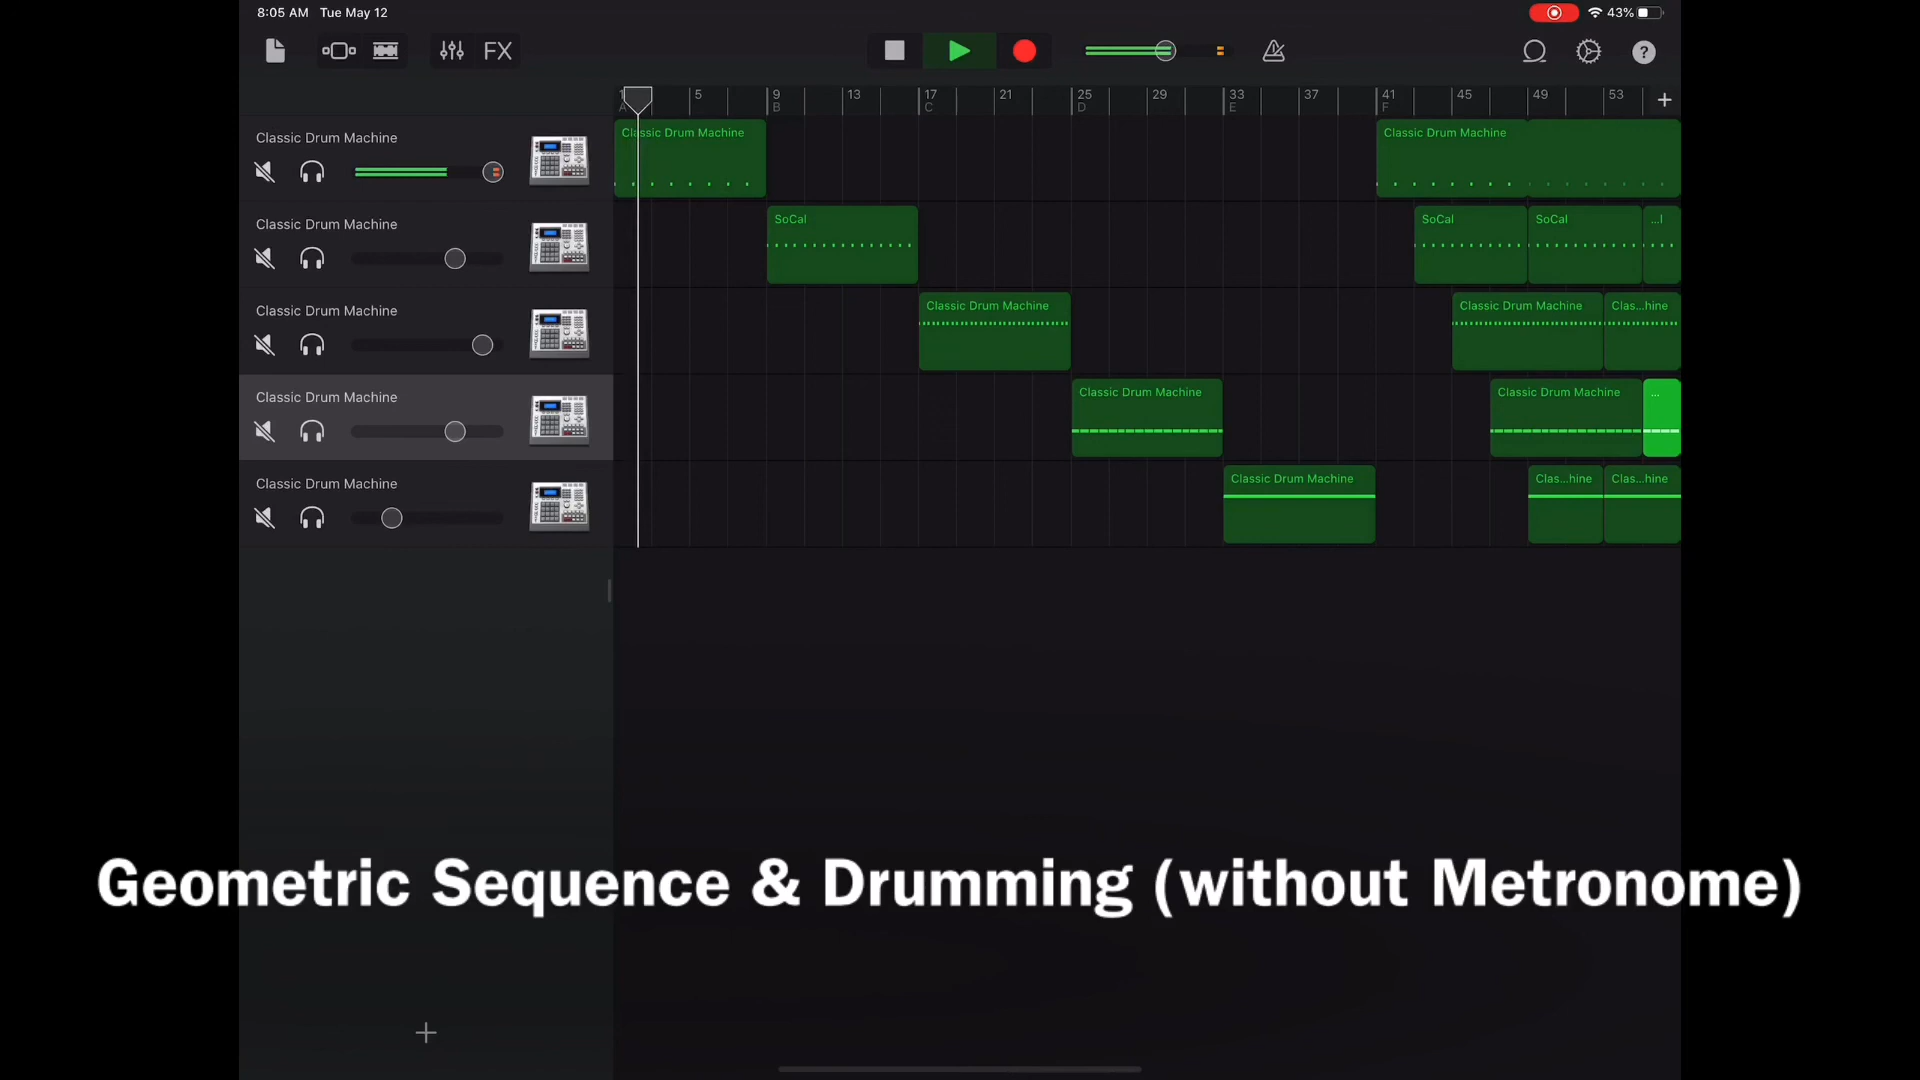 8:05 AM Tue May 12
43%
FX
?
1 5 9 13 17 21 25 29 33 37 41 45 49 53 +
A B C D E F
Classic Drum Machine
Classic Drum Machine
Classic Drum Machine
Classic Drum Machine
SoCal
SoCal
SoCal
...l
Classic Drum Machine
Classic Drum Machine
Classic Drum Machine
Clas...hine
Classic Drum Machine
Classic Drum Machine
Classic Drum Machine
...
Classic Drum Machine
Classic Drum Machine
Clas...hine
Clas...hine
Geometric Sequence & Drumming (without Metronome)